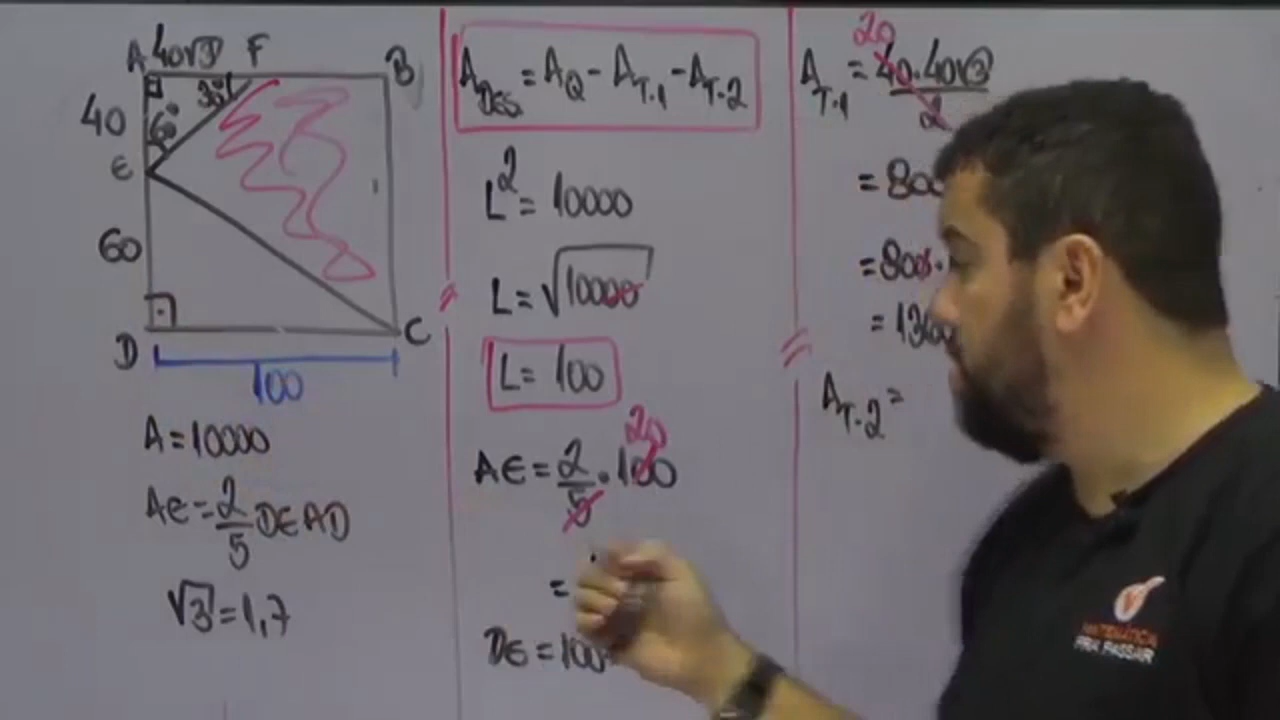 A 40√3 F B
40
60°
30°
E
60
D C
100
A = 10000
AE = 2/5 DE AD
√3 = 1,7
A_DES = A_Q - A_T.1 - A_T-2
L² = 10000
L = √10000
L = 100
20
AE = 2/5 . 100
=
DE = 100
20
A_T-1 = 40.40√3 / 2
= 800
= 800.
= 1360
A_T-2 =
MATEMÁTICA
PRA PASSAR